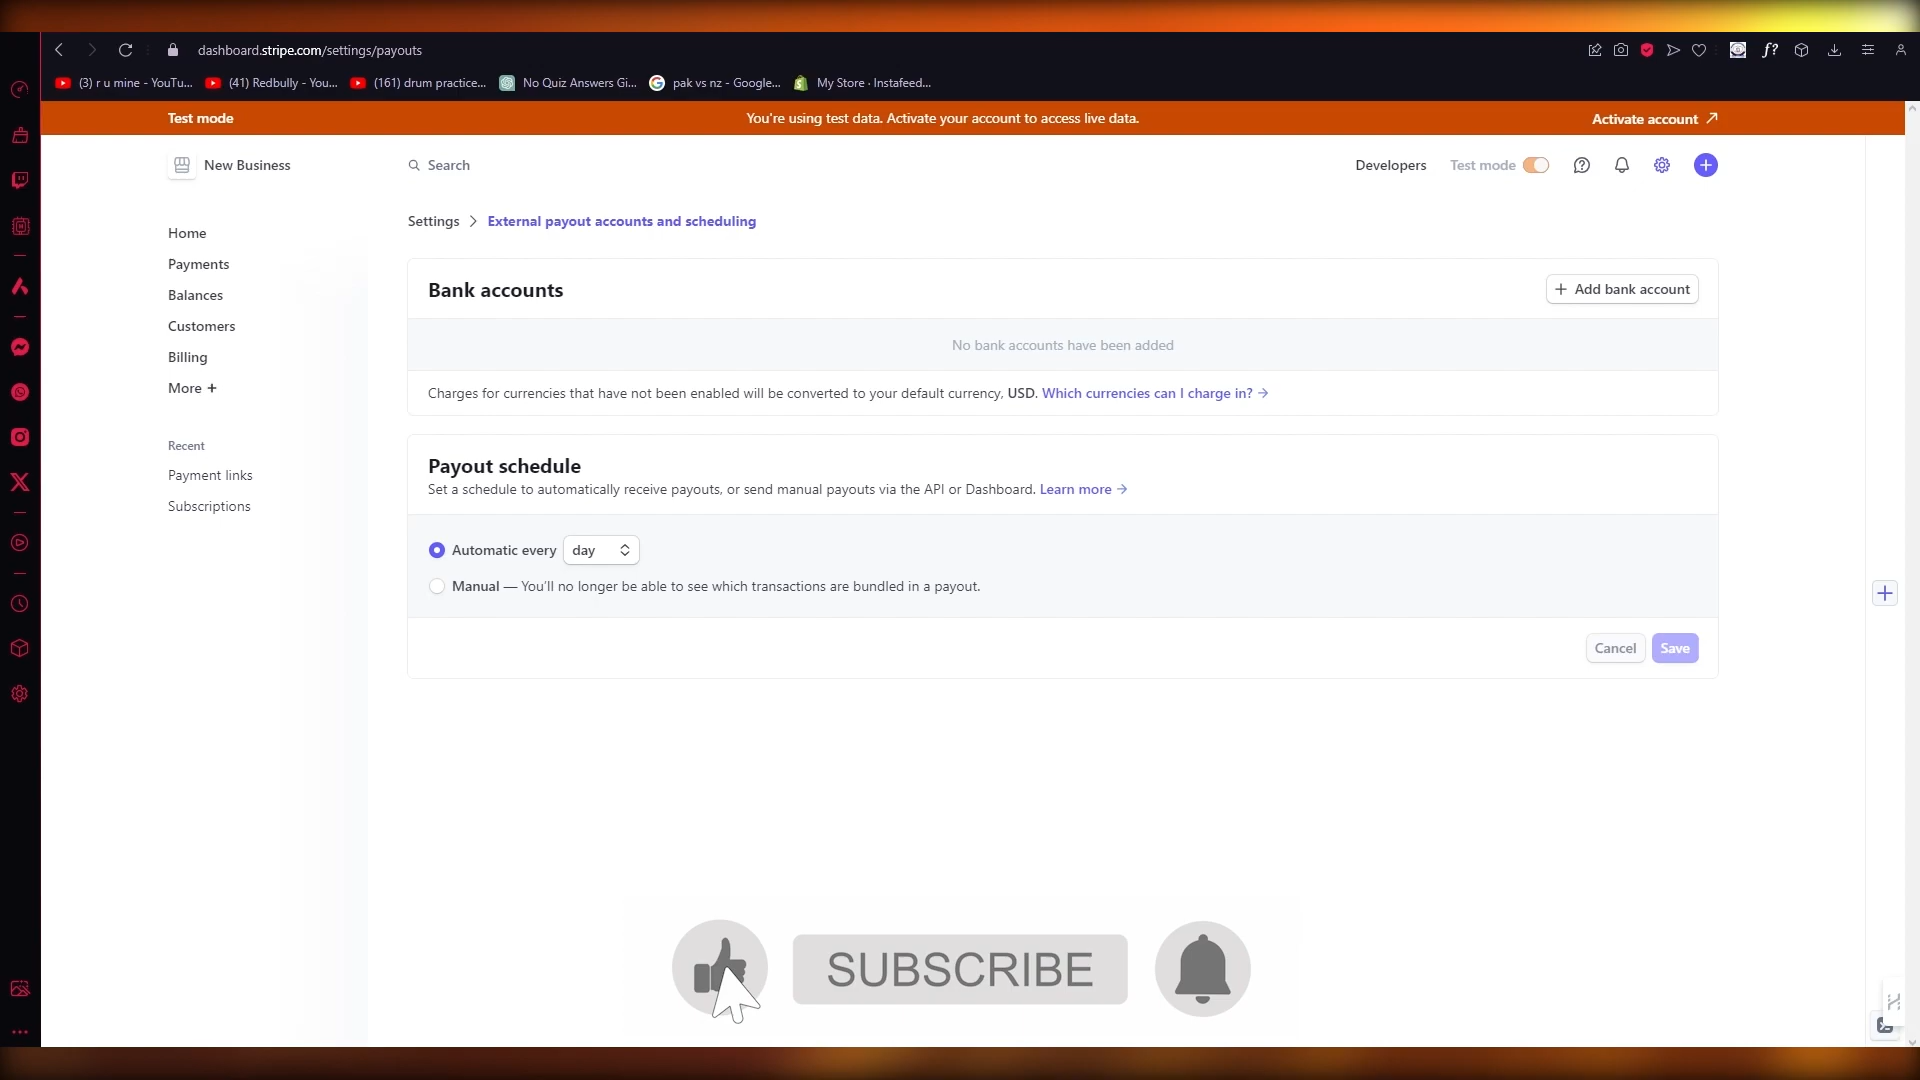 dashboard.stripe.com/settings/payouts
f?
(3) r u mine - YouTu...
(41) Redbully - You...
(161) drum practice...
No Quiz Answers Gi...
pak vs nz - Google...
My Store · Instafeed...
Test mode
You're using test data. Activate your account to access live data.
Activate account
New Business
Search
Developers
Test mode
Settings
External payout accounts and scheduling
Home
Payments
Balances
Customers
Billing
More +
Recent
Payment links
Subscriptions
Bank accounts
+ Add bank account
No bank accounts have been added
Charges for currencies that have not been enabled will be converted to your default currency, USD. Which currencies can I charge in? →
Payout schedule
Set a schedule to automatically receive payouts, or send manual payouts via the API or Dashboard. Learn more →
Automatic every day
Manual — You'll no longer be able to see which transactions are bundled in a payout.
Cancel
Save
SUBSCRIBE